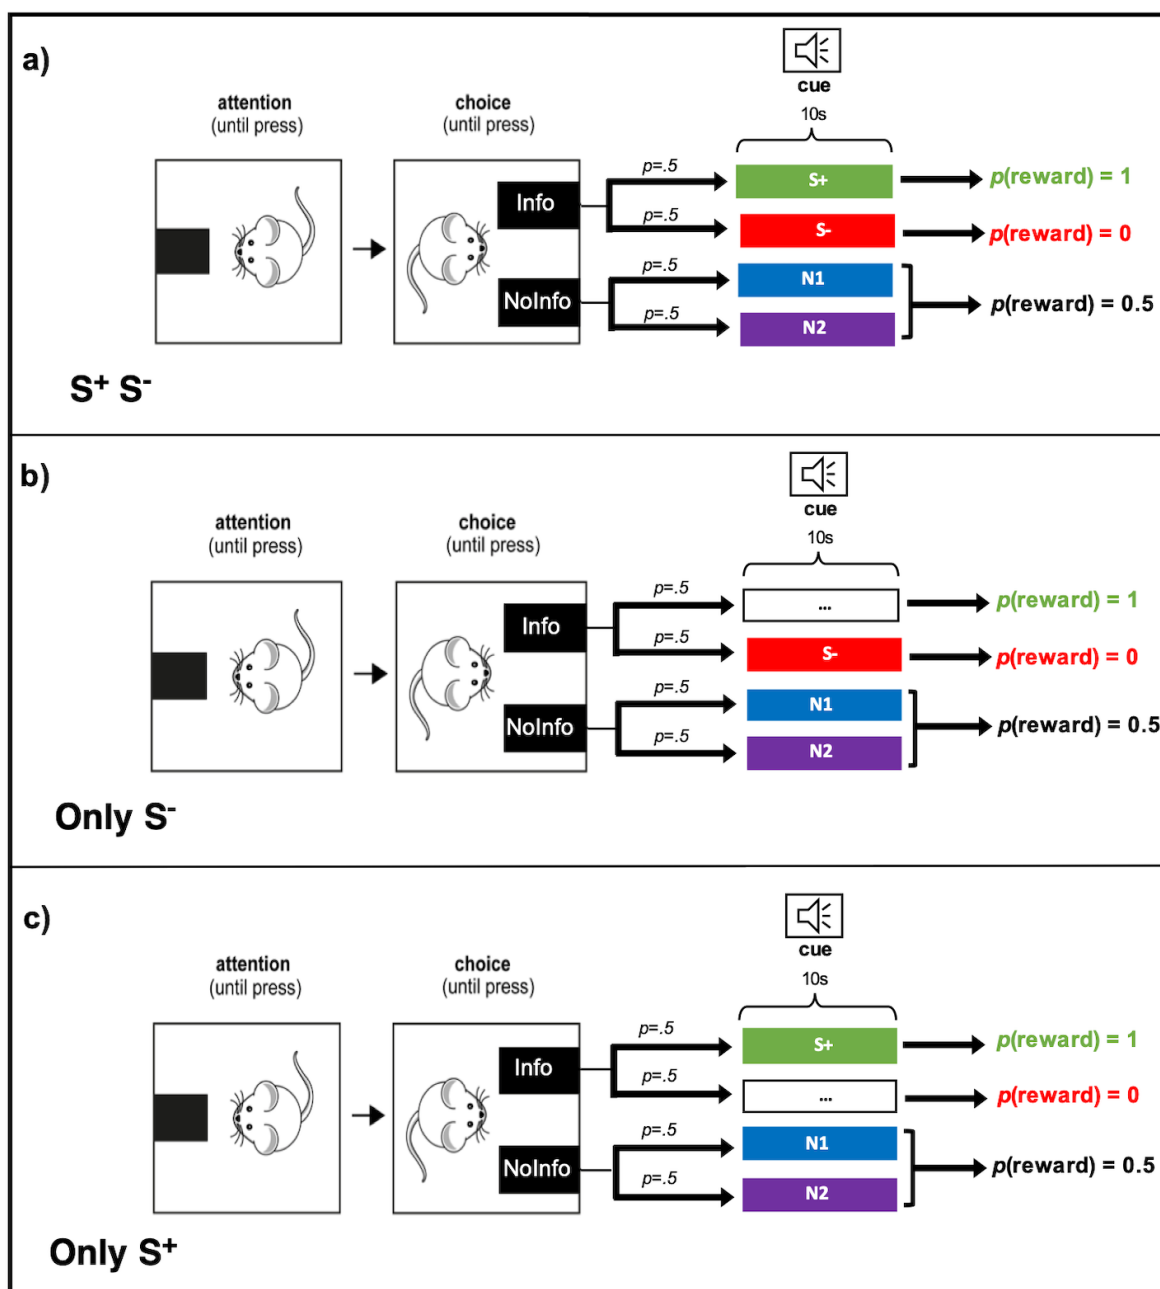 a)
cue
10s
attention
(until press)
choice
(until press)
Info
NoInfo
p=.5
p=.5
p=.5
p=.5
S+
S-
N1
N2
p(reward) = 1
p(reward) = 0
p(reward) = 0.5
S+ S-
b)
cue
10s
attention
(until press)
choice
(until press)
Info
NoInfo
p=.5
p=.5
p=.5
p=.5
...
S-
N1
N2
p(reward) = 1
p(reward) = 0
p(reward) = 0.5
Only S-
c)
cue
10s
attention
(until press)
choice
(until press)
Info
NoInfo
p=.5
p=.5
p=.5
p=.5
S+
...
N1
N2
p(reward) = 1
p(reward) = 0
p(reward) = 0.5
Only S+